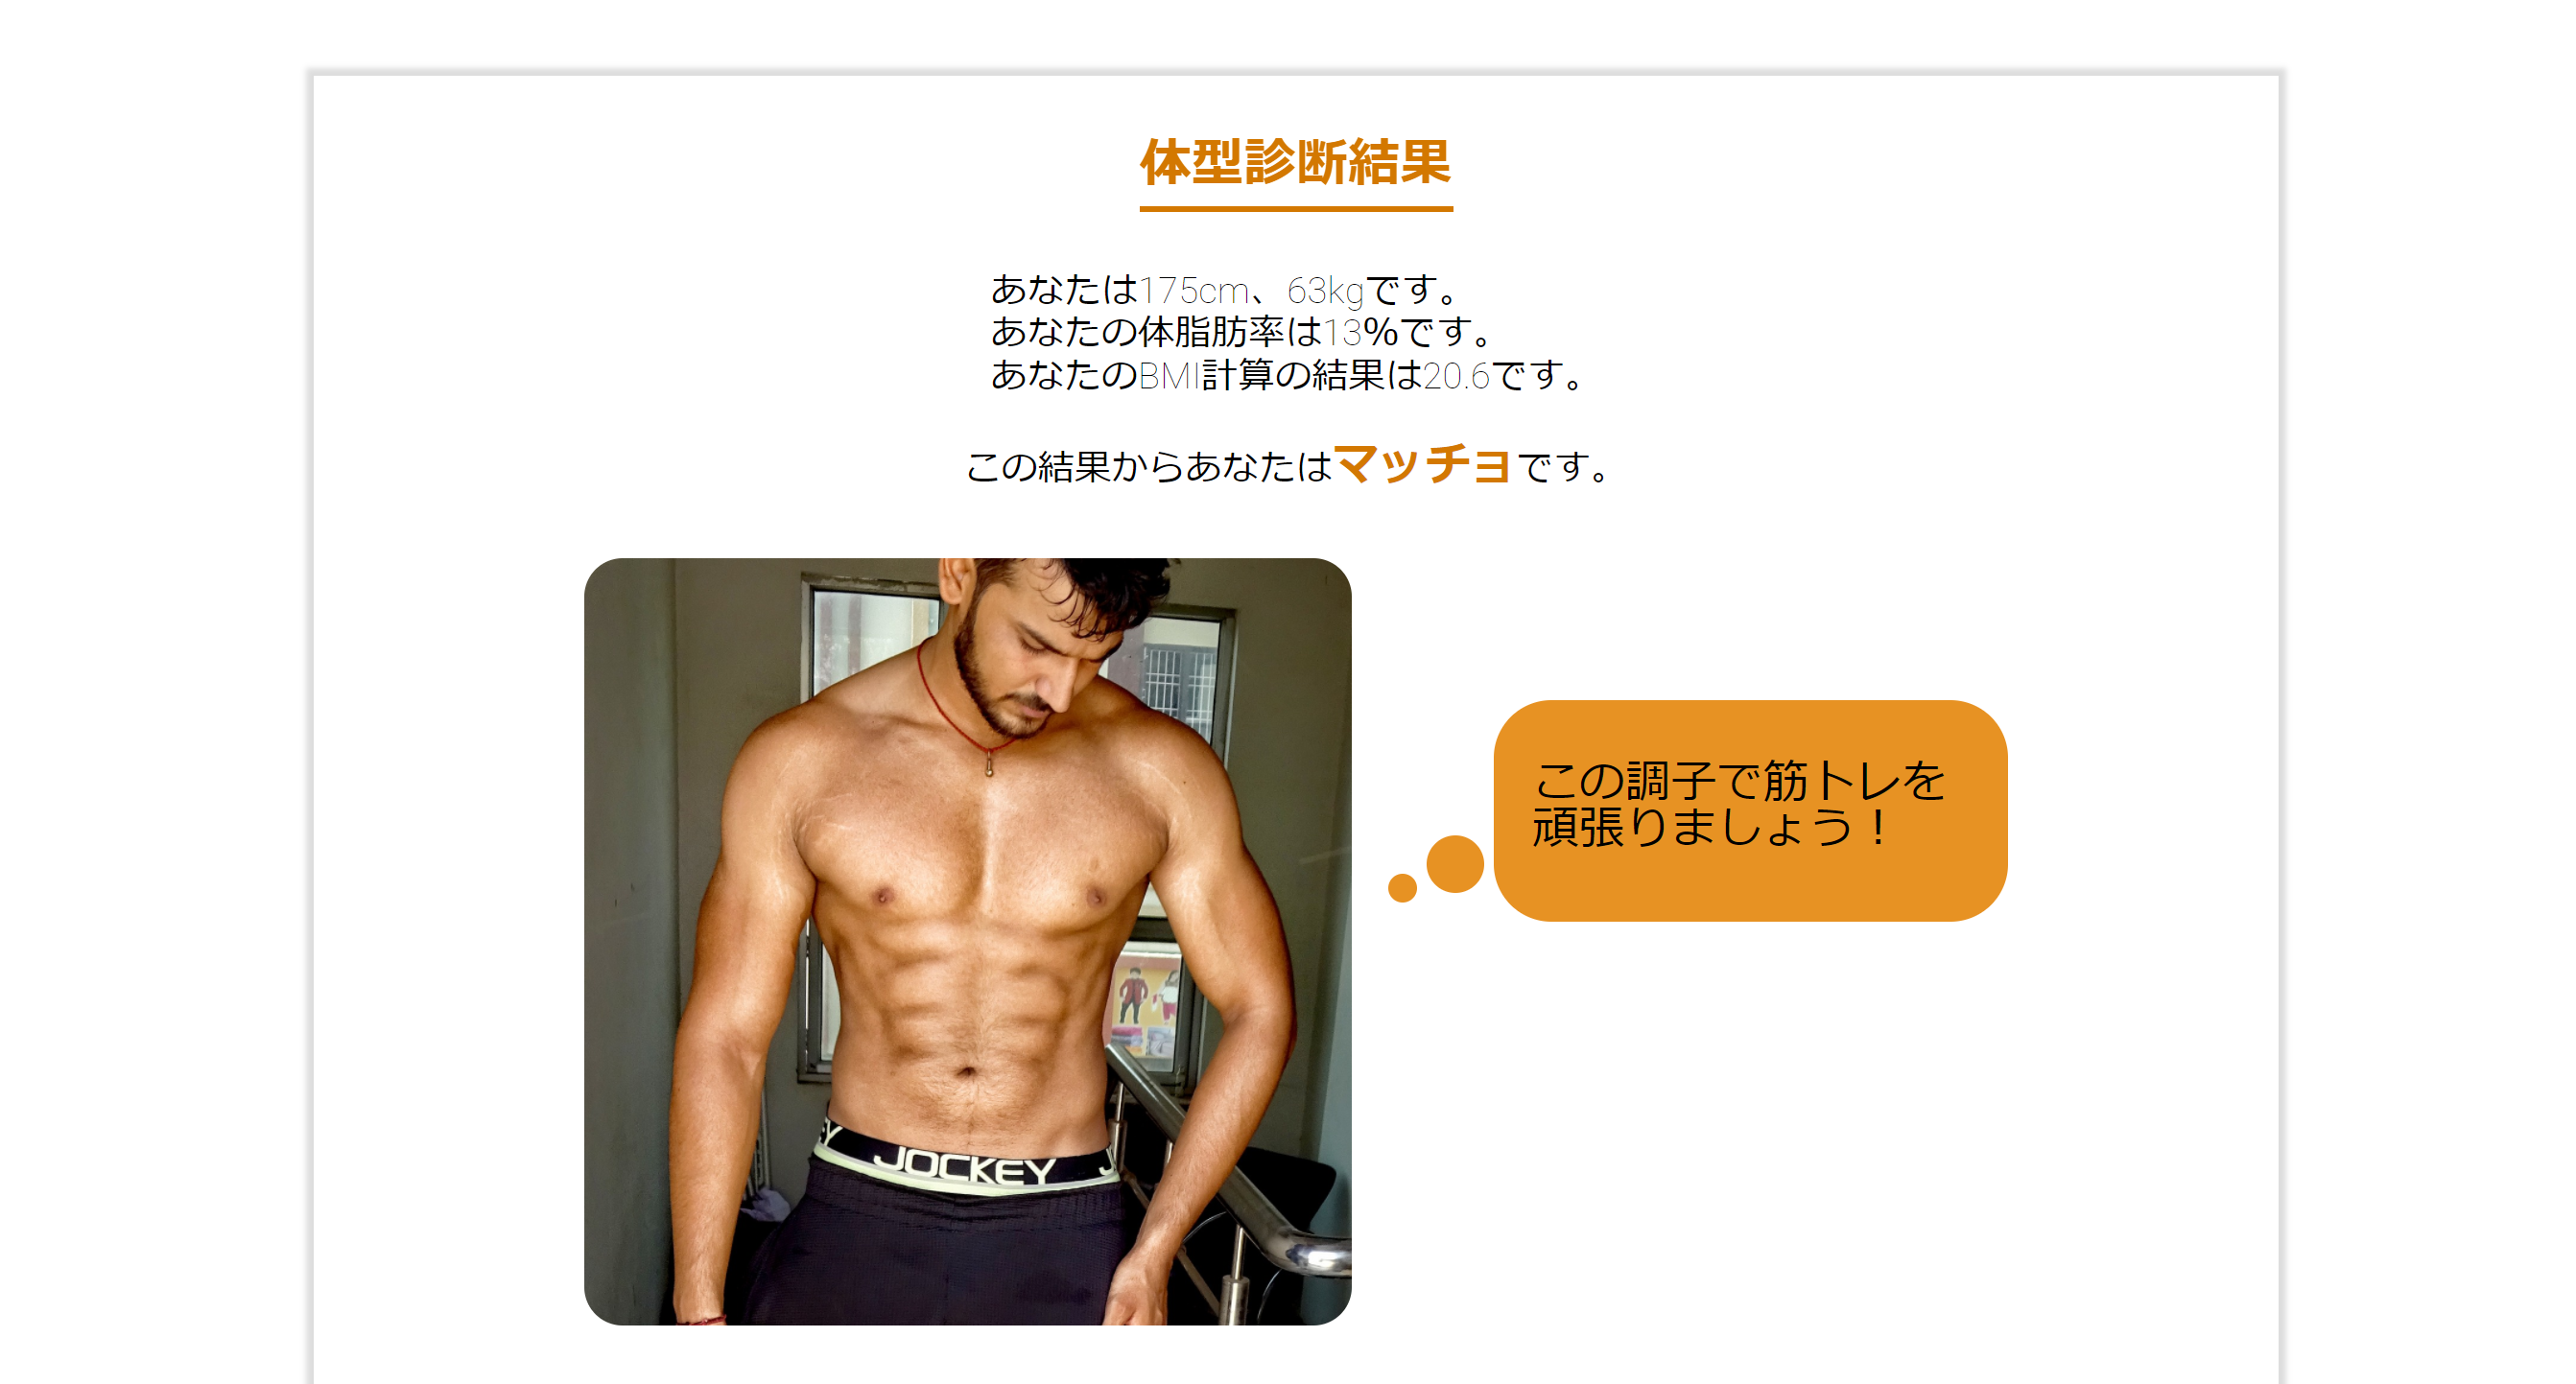 体型診断結果
あなたは175cm、63kgです。
あなたの体脂肪率は13%です。
あなたのBMI計算の結果は20.6です。
この結果からあなたはマッチョです。
この調子で筋トレを
頑張りましょう！
EY JOCKEY J